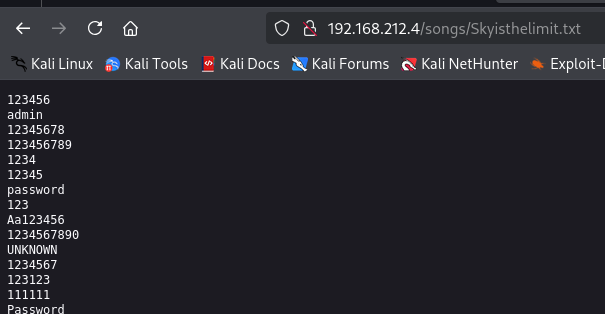 192.168.212.4/songs/Skyisthelimit.txt
Kali Linux Kali Tools Kali Docs Kali Forums Kali NetHunter Exploit-D
123456
admin
12345678
123456789
1234
12345
password
123
Aa123456
1234567890
UNKNOWN
1234567
123123
111111
Password